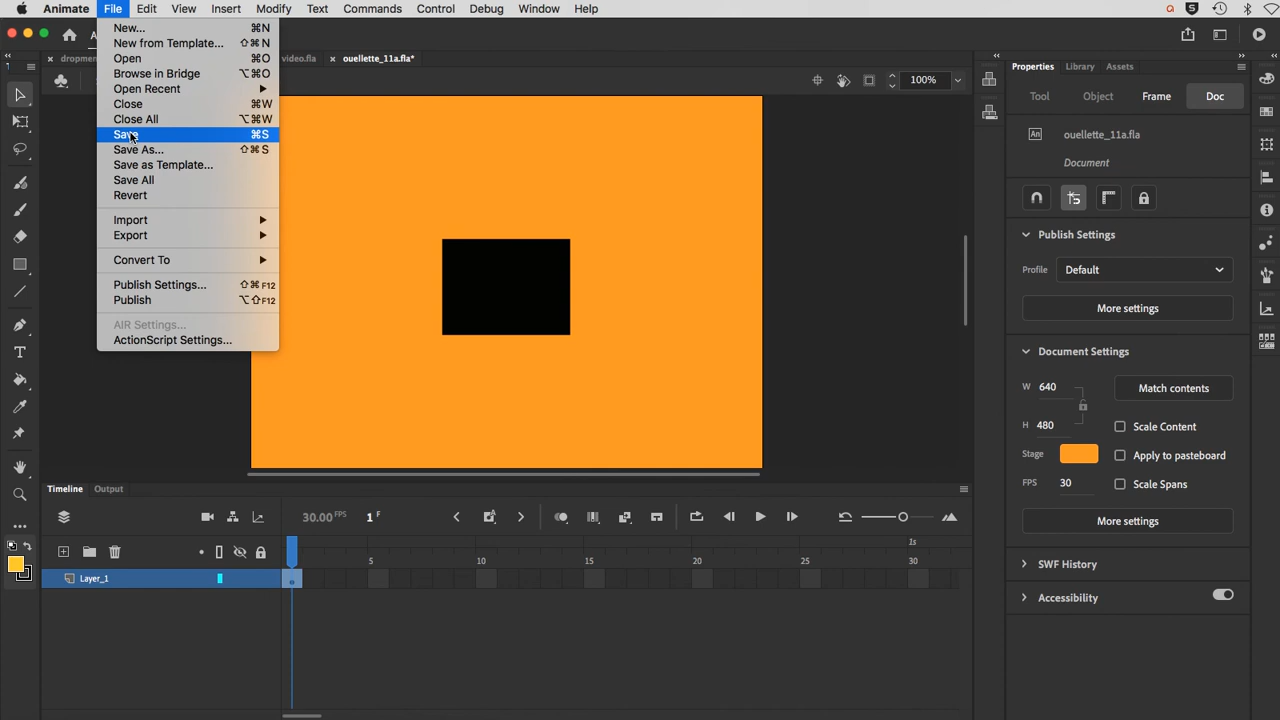 Animate File Edit View Insert Modify Text Commands Control Debug Window Help
New... ⌘N
New from Template... ⇧⌘N
Open ⌘O
Browse in Bridge ⌥⌘O
Open Recent
Close ⌘W
Close All ⌥⌘W
Save ⌘S
Save As... ⇧⌘S
Save as Template...
Save All
Revert
Import
Export
Convert To
Publish Settings... ⇧⌘F12
Publish ⌥⇧F12
AIR Settings...
ActionScript Settings...
video.fla ouellette_11a.fla*
100%
Properties Library Assets
Tool Object Frame Doc
An ouellette_11a.fla
Document
Publish Settings
Profile Default
More settings
Document Settings
W 640 Match contents
H 480 Scale Content
Stage Apply to pasteboard
FPS 30 Scale Spans
More settings
SWF History
Accessibility
Timeline Output
30.00 FPS 1 F
1s
5 10 15 20 25 30
Layer_1